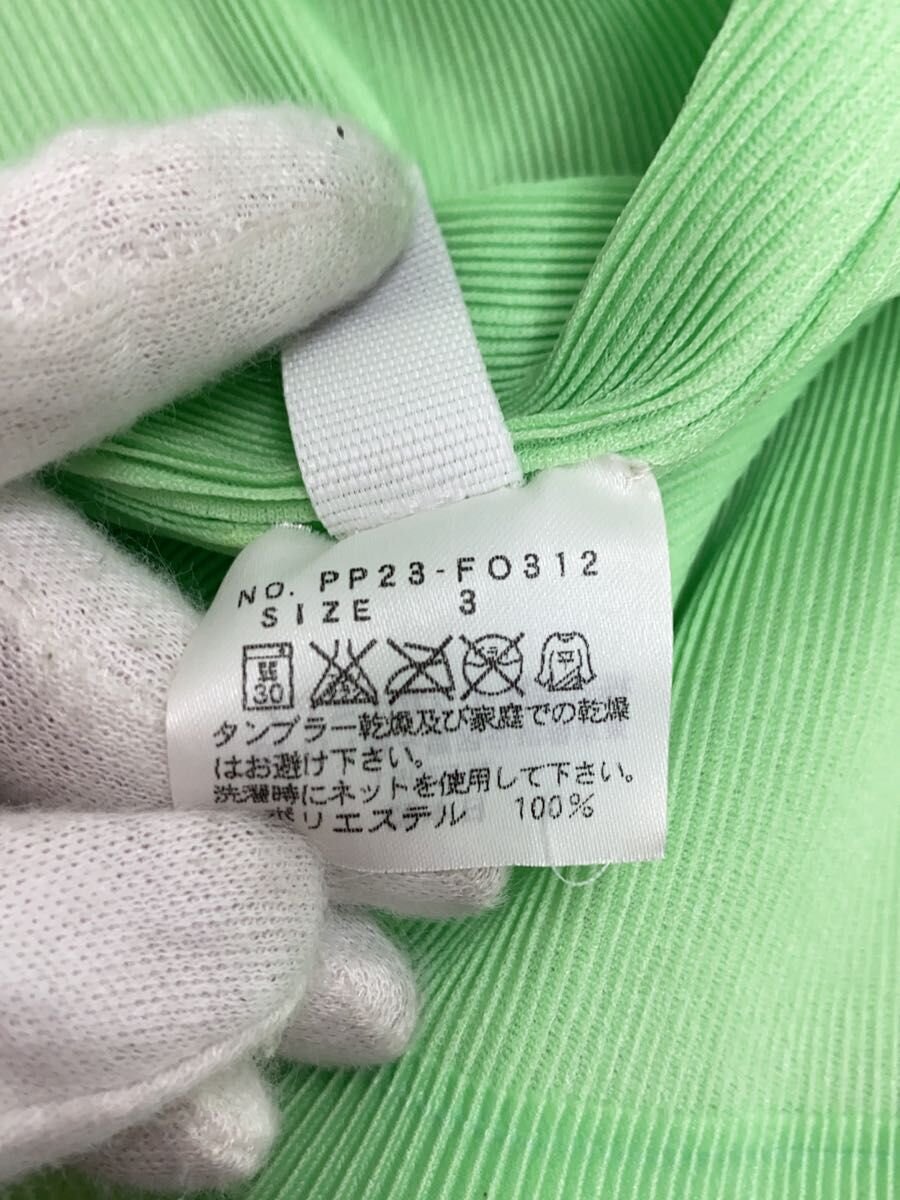 NO. PP23-FO312
SIZE 3
30
タンブラー乾燥及び家庭での乾燥
はお避け下さい。
洗濯時にネットを使用して下さい。
ポリエステル 100%